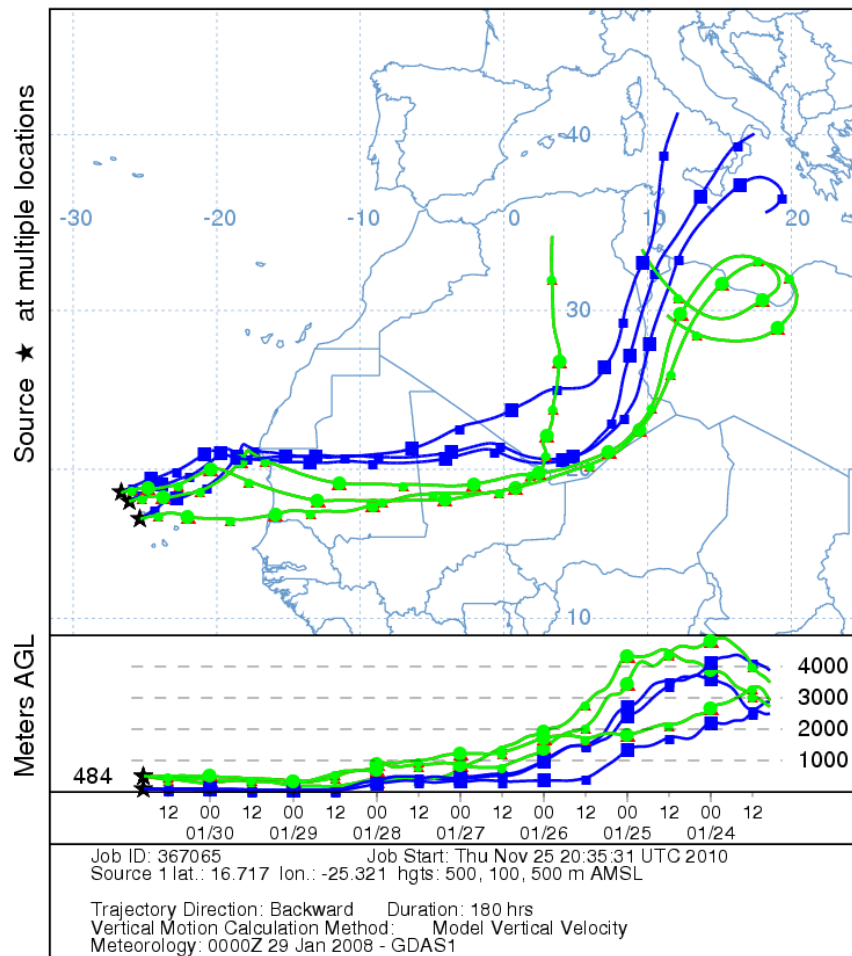 Source ★ at multiple locations
40
-30
-20
-10
0
10
20
30
20
10
Meters AGL
4000
3000
2000
1000
484
12 00 12 00 12 00 12 00 12 00 12 00 12 00 12
01/30 01/29 01/28 01/27 01/26 01/25 01/24
Job ID: 367065 Job Start: Thu Nov 25 20:35:31 UTC 2010
Source 1 lat.: 16.717 lon.: -25.321 hgts: 500, 100, 500 m AMSL
Trajectory Direction: Backward Duration: 180 hrs
Vertical Motion Calculation Method: Model Vertical Velocity
Meteorology: 0000Z 29 Jan 2008 - GDAS1